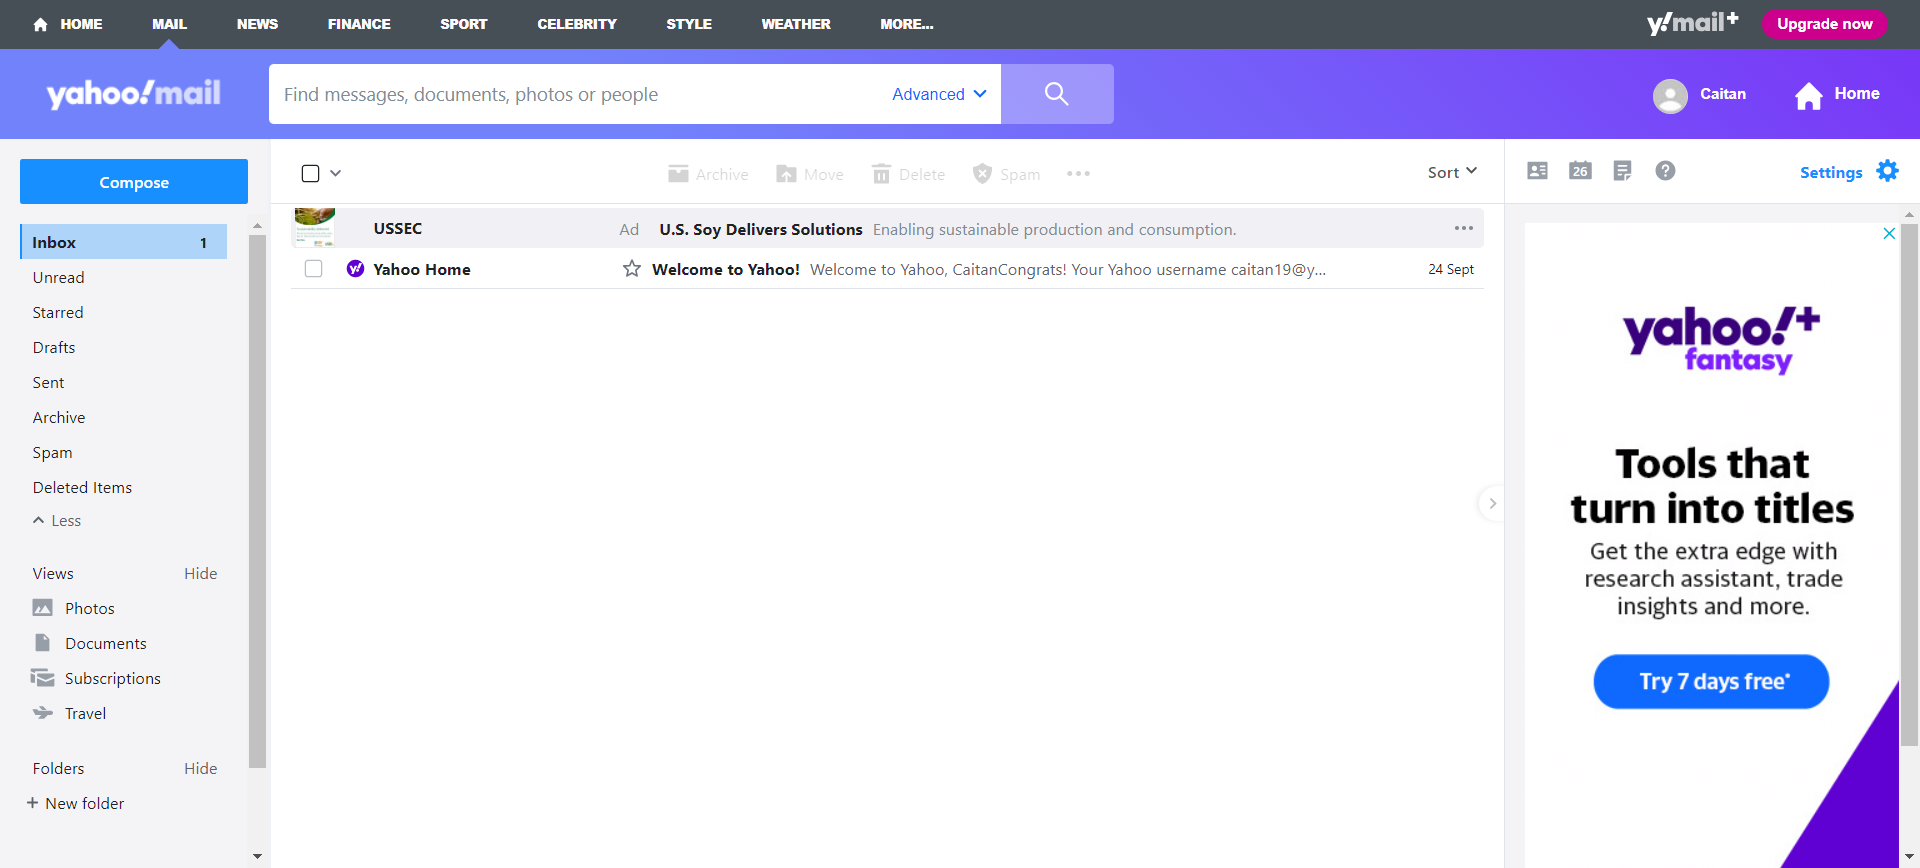 HOME MAIL NEWS FINANCE SPORT CELEBRITY STYLE WEATHER MORE... y!mail+ Upgrade now
yahoo!mail Find messages, documents, photos or people Advanced Caitan Home
Compose
Archive Move Delete Spam Sort 26 Settings
Inbox 1
Unread
Starred
Drafts
Sent
Archive
Spam
Deleted Items
Less
Views Hide
Photos
Documents
Subscriptions
Travel
Folders Hide
+ New folder
USSEC Ad U.S. Soy Delivers Solutions Enabling sustainable production and consumption.
y! Yahoo Home Welcome to Yahoo! Welcome to Yahoo, CaitanCongrats! Your Yahoo username caitan19@y... 24 Sept
yahoo!+
fantasy
Tools that
turn into titles
Get the extra edge with
research assistant, trade
insights and more.
Try 7 days free*